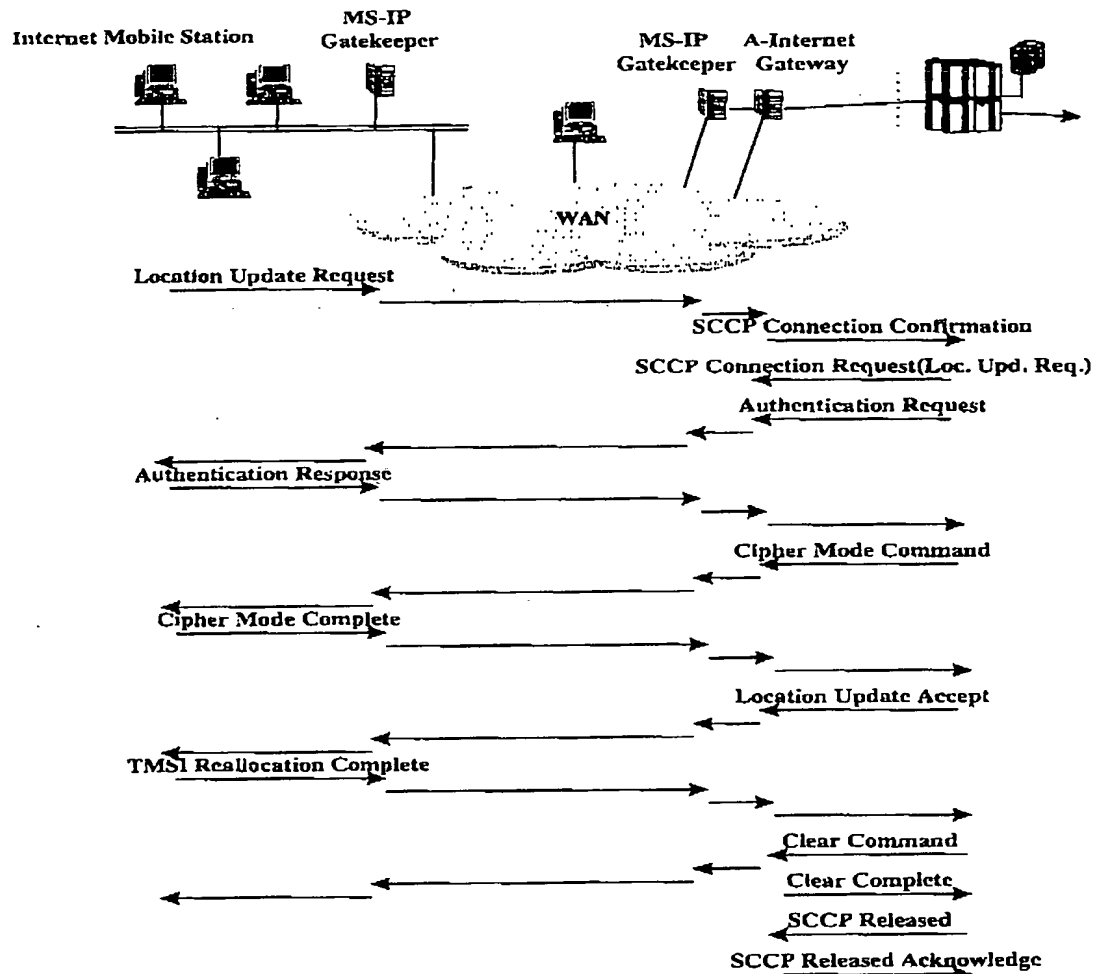 Internet Mobile Station
MS-IP
Gatekeeper
MS-IP
Gatekeeper
A-Internet
Gateway
WAN
Location Update Request
SCCP Connection Confirmation
SCCP Connection Request(Loc. Upd. Req.)
Authentication Request
Authentication Response
Cipher Mode Command
Cipher Mode Complete
Location Update Accept
TMSI Reallocation Complete
Clear Command
Clear Complete
SCCP Released
SCCP Released Acknowledge